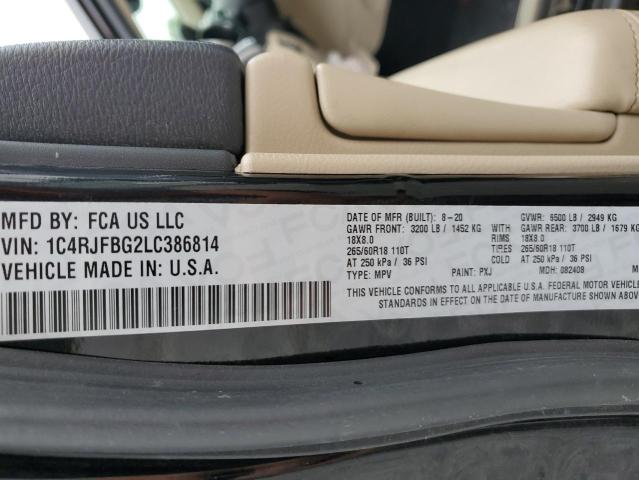 MFD BY: FCA US LLC
VIN: 1C4RJFBG2LC386814
VEHICLE MADE IN: U.S.A.
DATE OF MFR (BUILT): 8-20 GVWR: 6500 LB / 2949 KG
GAWR FRONT: 3200 LB / 1452 KG WITH GAWR REAR: 3700 LB / 1679 KG
18X8.0 RIMS 18X8.0
265/60R18 110T TIRES 265/60R18 110T
AT 250 kPa / 36 PSI COLD AT 250 kPa / 36 PSI
TYPE: MPV PAINT: PXJ MDH: 082408
THIS VEHICLE CONFORMS TO ALL APPLICABLE U.S.A. FEDERAL MOTOR VEHICLE
STANDARDS IN EFFECT ON THE DATE OF MANUFACTURE SHOWN ABOVE